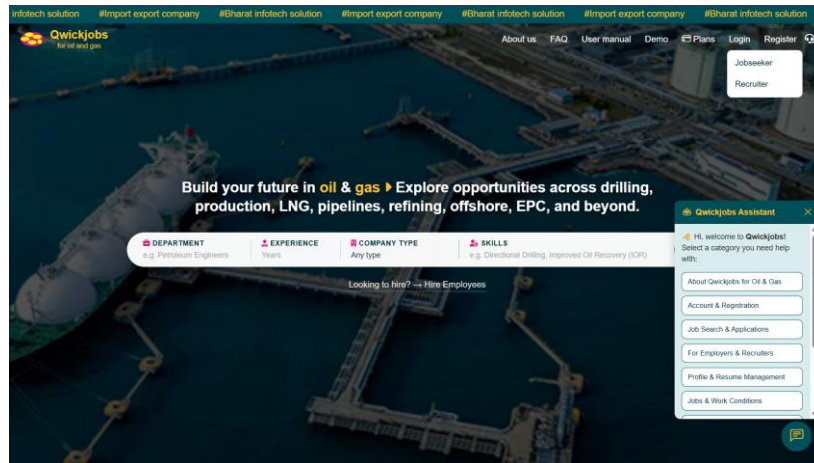 infotech solution #Import export company #Bharat infotech solution #Import export company #Bharat infotech solution #Import export company #Bharat infotech solution
Qwickjobs
for oil and gas
About us FAQ User manual Demo Plans Login Register
Jobseeker
Recruiter
Build your future in oil & gas Explore opportunities across drilling,
production, LNG, pipelines, refining, offshore, EPC, and beyond.
DEPARTMENT
e.g. Petroleum Engineers
EXPERIENCE
Years
COMPANY TYPE
Any type
SKILLS
e.g. Directional Drilling, Improved Oil Recovery (IOR)
Looking to hire? → Hire Employees
Qwickjobs Assistant
Hi, welcome to Qwickjobs!
Select a category you need help
with:
About Qwickjobs for Oil & Gas
Account & Registration
Job Search & Applications
For Employers & Recruiters
Profile & Resume Management
Jobs & Work Conditions